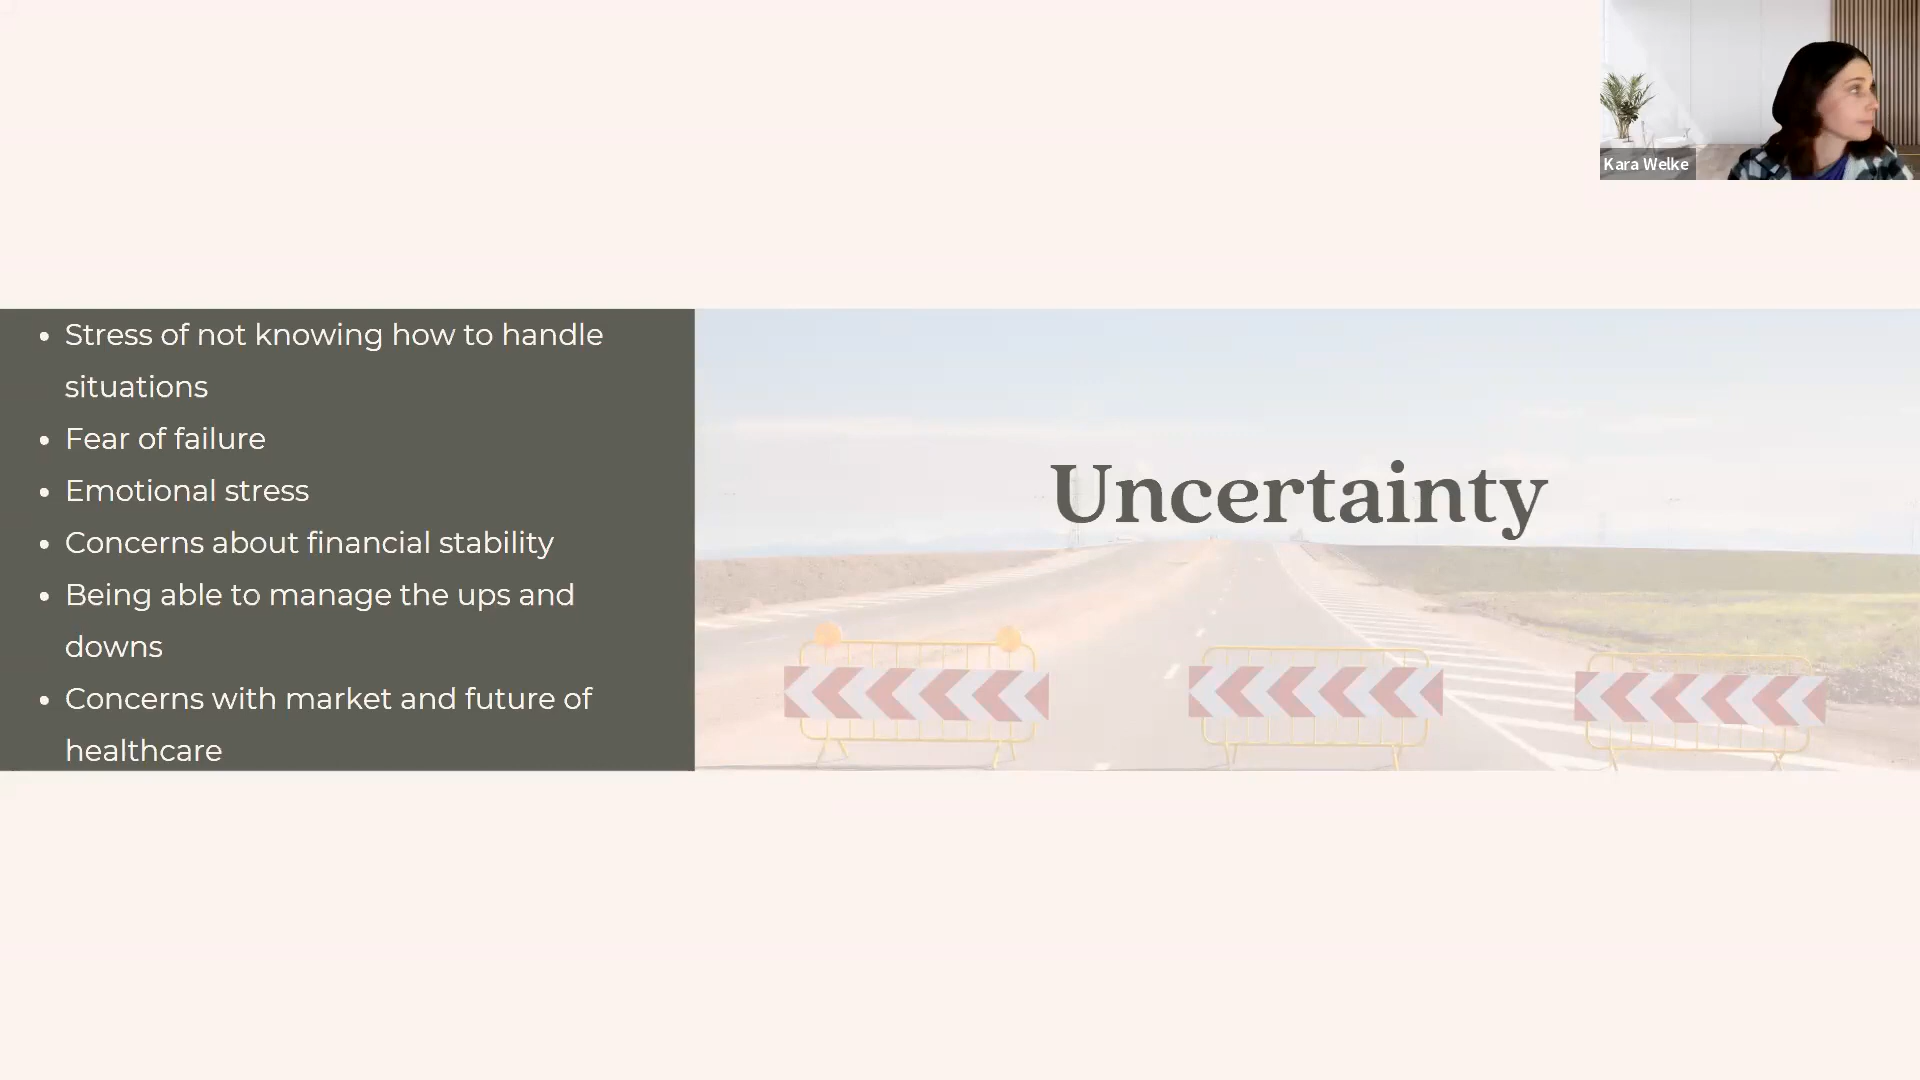 Kara Welke
• Stress of not knowing how to handle
situations
• Fear of failure
• Emotional stress
• Concerns about financial stability
• Being able to manage the ups and
downs
• Concerns with market and future of
healthcare
Uncertainty